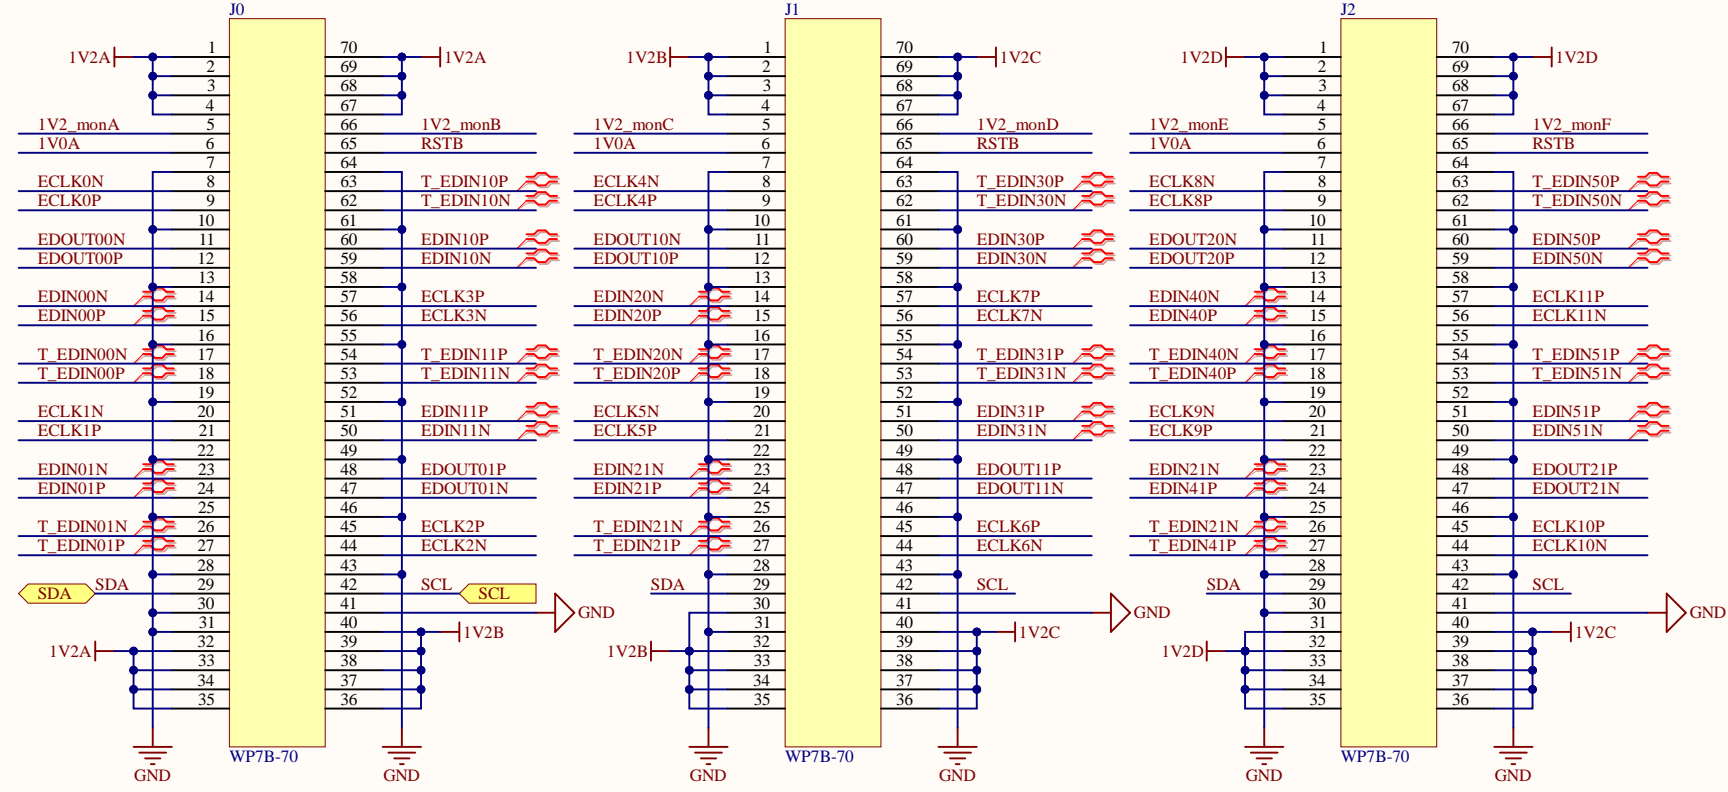 J0
1V2A 1 70 1V2A
2 69
3 68
4 67
1V2_monA 5 66 1V2_monB
1V0A 6 65 RSTB
7 64
ECLK0N 8 63 T_EDIN10P
ECLK0P 9 62 T_EDIN10N
10 61
EDOUT00N 11 60 EDIN10P
EDOUT00P 12 59 EDIN10N
13 58
EDIN00N 14 57 ECLK3P
EDIN00P 15 56 ECLK3N
16 55
T_EDIN00N 17 54 T_EDIN11P
T_EDIN00P 18 53 T_EDIN11N
19 52
ECLK1N 20 51 EDIN11P
ECLK1P 21 50 EDIN11N
22 49
EDIN01N 23 48 EDOUT01P
EDIN01P 24 47 EDOUT01N
25 46
T_EDIN01N 26 45 ECLK2P
T_EDIN01P 27 44 ECLK2N
28 43
SDA SDA 29 42 SCL SCL
30 41 GND
31 40 1V2B
1V2A 32 39
33 38
34 37
35 36
WP7B-70
GND GND
J1
1V2B 1 70 1V2C
2 69
3 68
4 67
1V2_monC 5 66 1V2_monD
1V0A 6 65 RSTB
7 64
ECLK4N 8 63 T_EDIN30P
ECLK4P 9 62 T_EDIN30N
10 61
EDOUT10N 11 60 EDIN30P
EDOUT10P 12 59 EDIN30N
13 58
EDIN20N 14 57 ECLK7P
EDIN20P 15 56 ECLK7N
16 55
T_EDIN20N 17 54 T_EDIN31P
T_EDIN20P 18 53 T_EDIN31N
19 52
ECLK5N 20 51 EDIN31P
ECLK5P 21 50 EDIN31N
22 49
EDIN21N 23 48 EDOUT11P
EDIN21P 24 47 EDOUT11N
25 46
T_EDIN21N 26 45 ECLK6P
T_EDIN21P 27 44 ECLK6N
28 43
SDA 29 42 SCL
30 41 GND
31 40 1V2C
1V2B 32 39
33 38
34 37
35 36
WP7B-70
GND GND
J2
1V2D 1 70 1V2D
2 69
3 68
4 67
1V2_monE 5 66 1V2_monF
1V0A 6 65 RSTB
7 64
ECLK8N 8 63 T_EDIN50P
ECLK8P 9 62 T_EDIN50N
10 61
EDOUT20N 11 60 EDIN50P
EDOUT20P 12 59 EDIN50N
13 58
EDIN40N 14 57 ECLK11P
EDIN40P 15 56 ECLK11N
16 55
T_EDIN40N 17 54 T_EDIN51P
T_EDIN40P 18 53 T_EDIN51N
19 52
ECLK9N 20 51 EDIN51P
ECLK9P 21 50 EDIN51N
22 49
EDIN21N 23 48 EDOUT21P
EDIN41P 24 47 EDOUT21N
25 46
T_EDIN21N 26 45 ECLK10P
T_EDIN41P 27 44 ECLK10N
28 43
SDA 29 42 SCL
30 41 GND
31 40 1V2C
1V2D 32 39
33 38
34 37
35 36
WP7B-70
GND GND